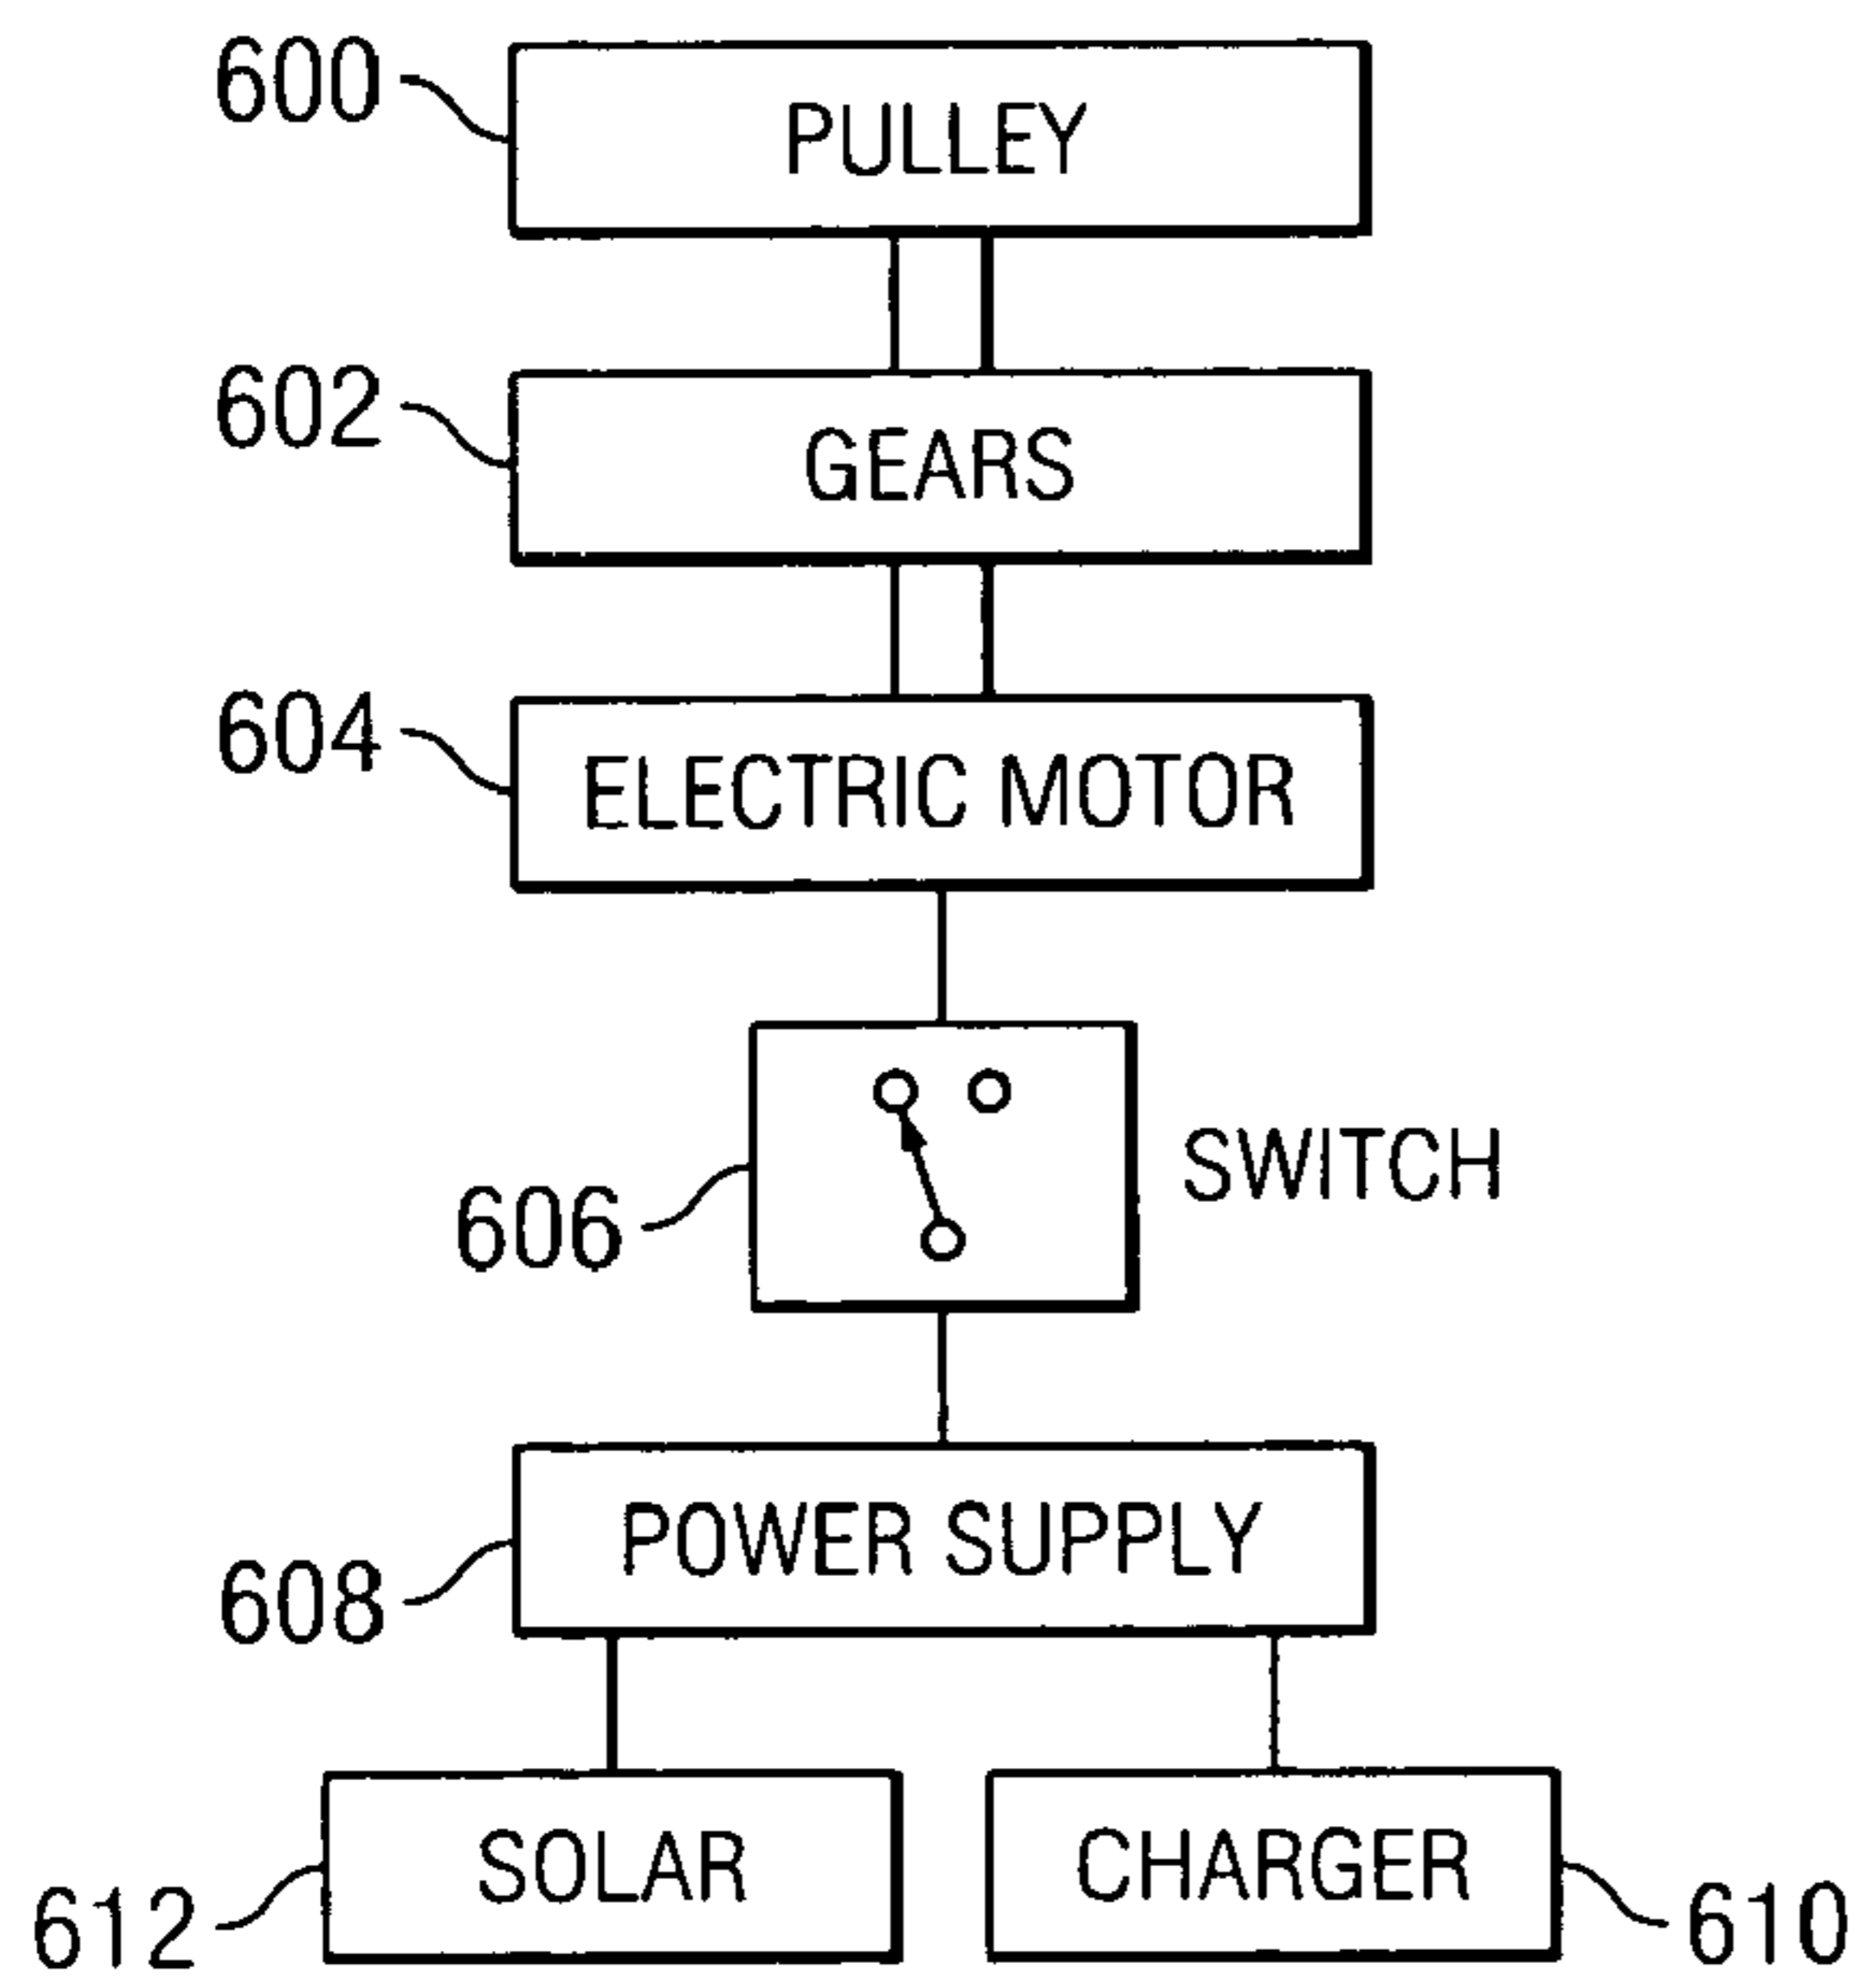 600
PULLEY
602
GEARS
604
ELECTRIC MOTOR
606
SWITCH
608
POWER SUPPLY
612
SOLAR
CHARGER
610